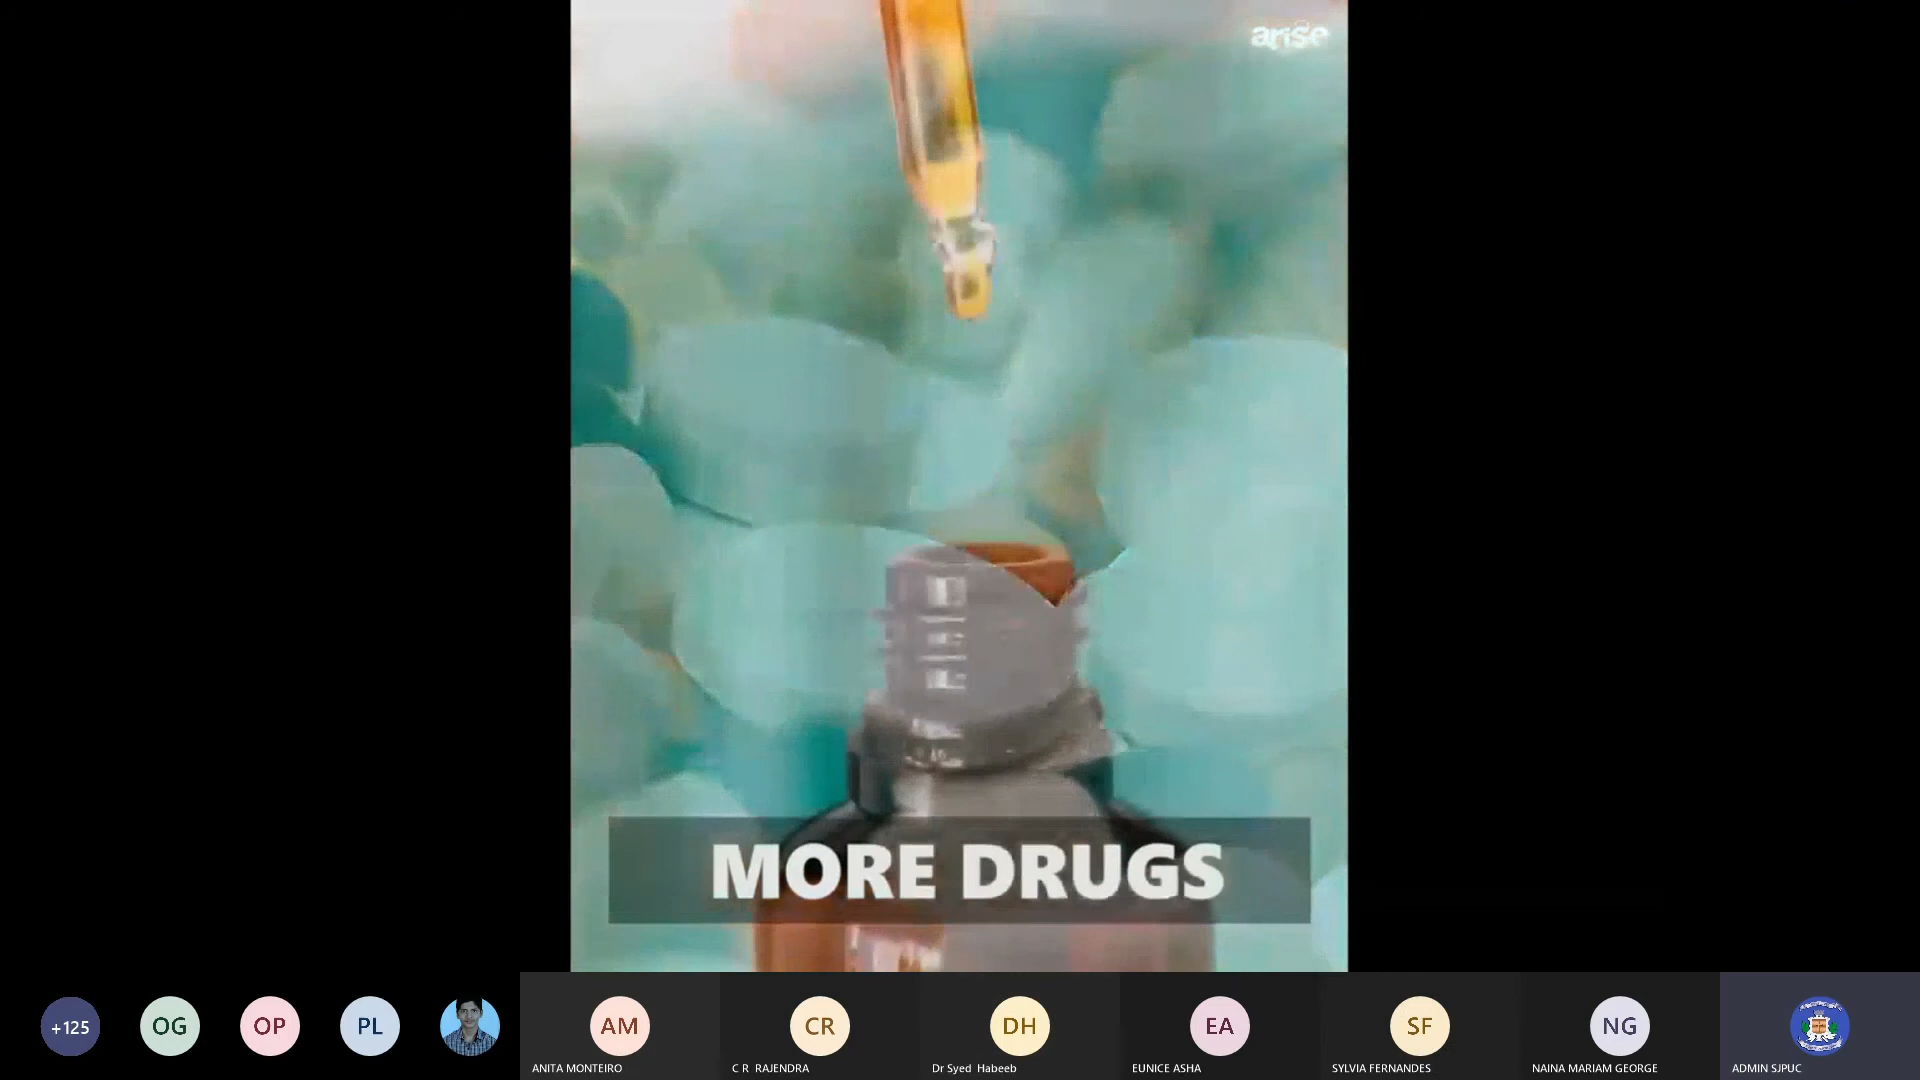 arise
MORE DRUGS
+125
OG
OP
PL
AM
CR
DH
EA
SF
NG
ANITA MONTEIRO
C R RAJENDRA
Dr Syed Habeeb
EUNICE ASHA
SYLVIA FERNANDES
NAINA MARIAM GEORGE
ADMIN SJPUC